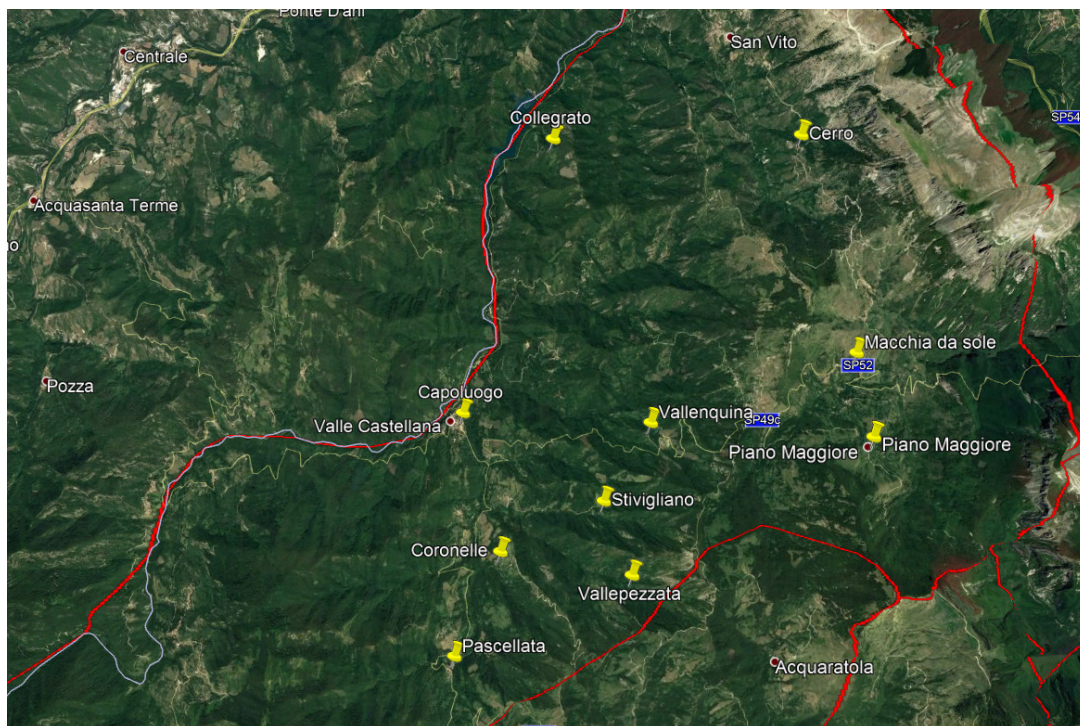 Ponte D'arli
San Vito
Centrale
Collegrato
SP54
Cerro
Acquasanta Terme
Macchia da sole
SP52
Pozza
Capoluogo
Vallenquina
Valle Castellana
SP49c
Piano Maggiore
Piano Maggiore
Stivigliano
Coronelle
Vallepezzata
Pascellata
Acquaratola